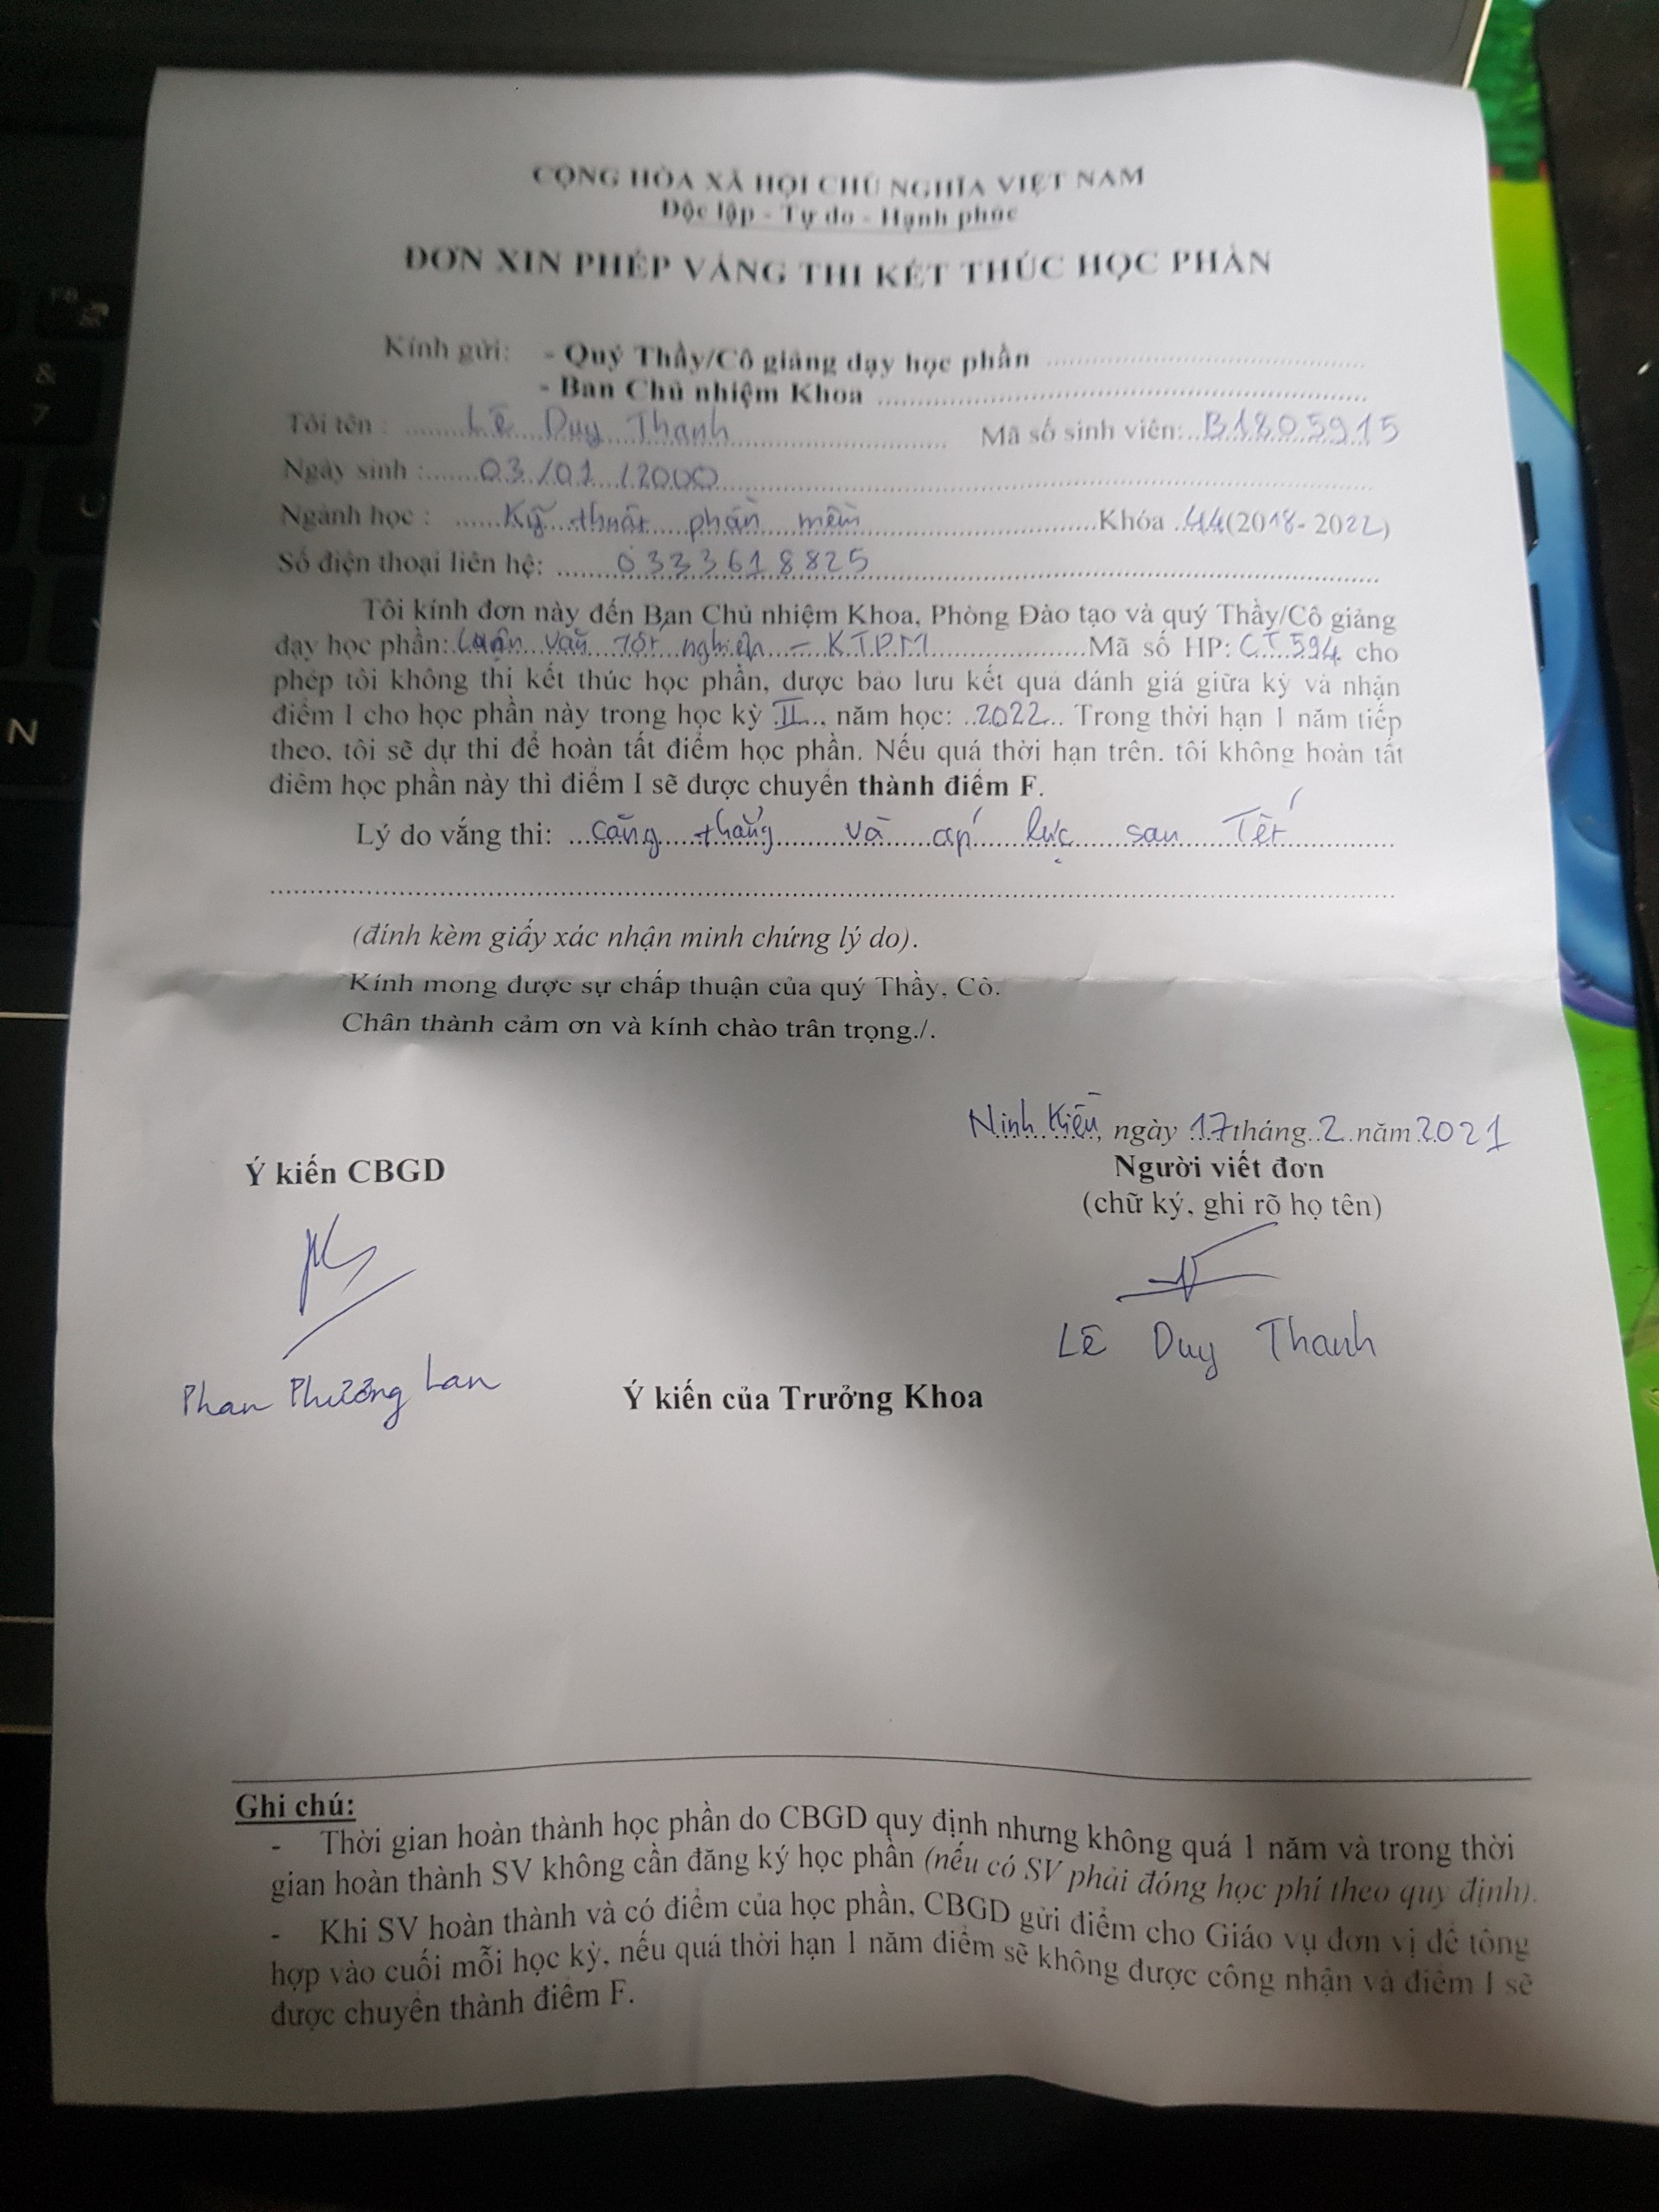 CỘNG HÒA XÃ HỘI CHỦ NGHĨA VIỆT NAM
Độc lập - Tự do - Hạnh phúc
ĐƠN XIN PHÉP VẮNG THI KẾT THÚC HỌC PHẦN
Kính gửi: - Quý Thầy/Cô giảng dạy học phần
- Ban Chủ nhiệm Khoa
Tôi tên : Lê Duy Thanh Mã số sinh viên: B1805915
Ngày sinh : 03/01/2000
Ngành học : Kỹ thuật phần mềm Khóa 44(2018-2022)
Số điện thoại liên hệ: 0333618825
Tôi kính đơn này đến Ban Chủ nhiệm Khoa, Phòng Đào tạo và quý Thầy/Cô giảng
dạy học phần: Luận văn tốt nghiệp - KTPM Mã số HP: CT594 cho
phép tôi không thi kết thúc học phần, được bảo lưu kết quả đánh giá giữa kỳ và nhận
điểm I cho học phần này trong học kỳ II, năm học: 2022. Trong thời hạn 1 năm tiếp
theo, tôi sẽ dự thi để hoàn tất điểm học phần. Nếu quá thời hạn trên, tôi không hoàn tất
điểm học phần này thì điểm I sẽ được chuyển thành điểm F.
Lý do vắng thi: căng thẳng và áp lực sau Tết
(đính kèm giấy xác nhận minh chứng lý do).
Kính mong được sự chấp thuận của quý Thầy, Cô.
Chân thành cảm ơn và kính chào trân trọng./.
Ninh Kiều, ngày 17 tháng 2 năm 2021
Ý kiến CBGD Người viết đơn
(chữ ký, ghi rõ họ tên)
Lê Duy Thanh
Phan Phương Lan
Ý kiến của Trưởng Khoa
Ghi chú:
- Thời gian hoàn thành học phần do CBGD quy định nhưng không quá 1 năm và trong thời
gian hoàn thành SV không cần đăng ký học phần (nếu có SV phải đóng học phí theo quy định).
- Khi SV hoàn thành và có điểm của học phần, CBGD gửi điểm cho Giáo vụ đơn vị để tổng
hợp vào cuối mỗi học kỳ, nếu quá thời hạn 1 năm điểm sẽ không được công nhận và điểm I sẽ
được chuyển thành điểm F.